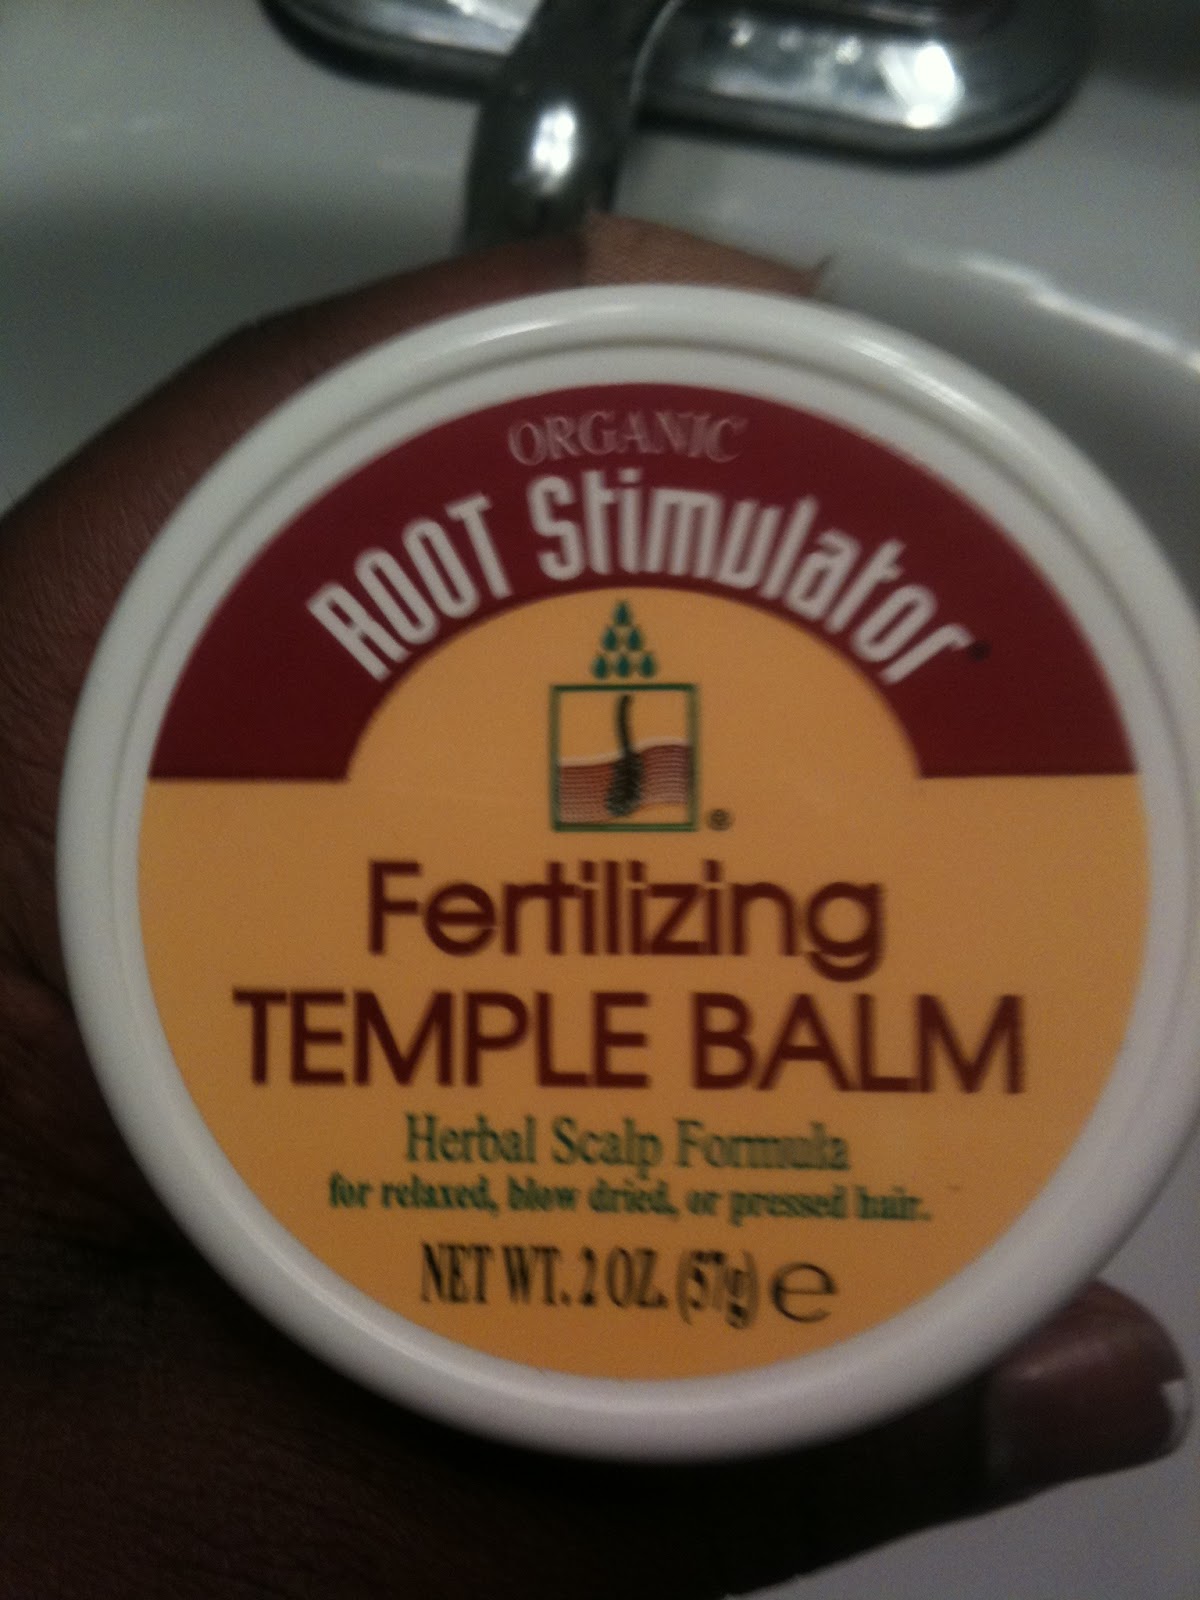 ORGANIC
ROOT Stimulator
®
Fertilizing
TEMPLE BALM
Herbal Scalp Formula
for relaxed, blow dried, or pressed hair.
NET WT. 2 OZ. (57g) ℮